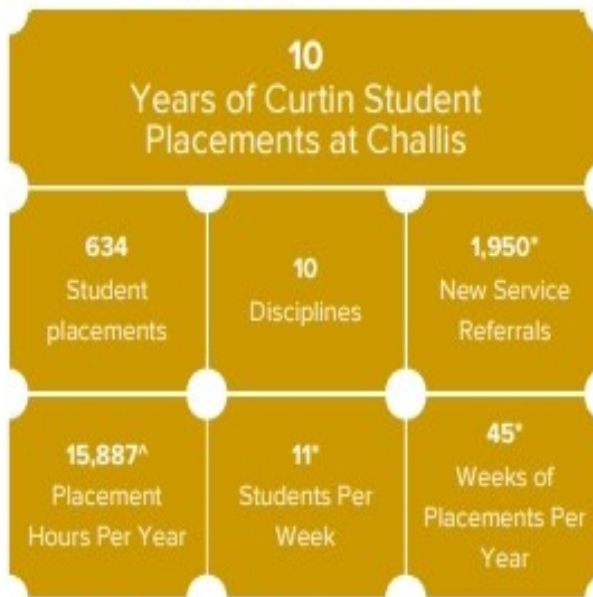 10
Years of Curtin Student
Placements at Challis
634
Student
placements
10
Disciplines
1,950*
New Service
Referrals
15,887^
Placement
Hours Per Year
11*
Students Per
Week
45*
Weeks of
Placements Per
Year